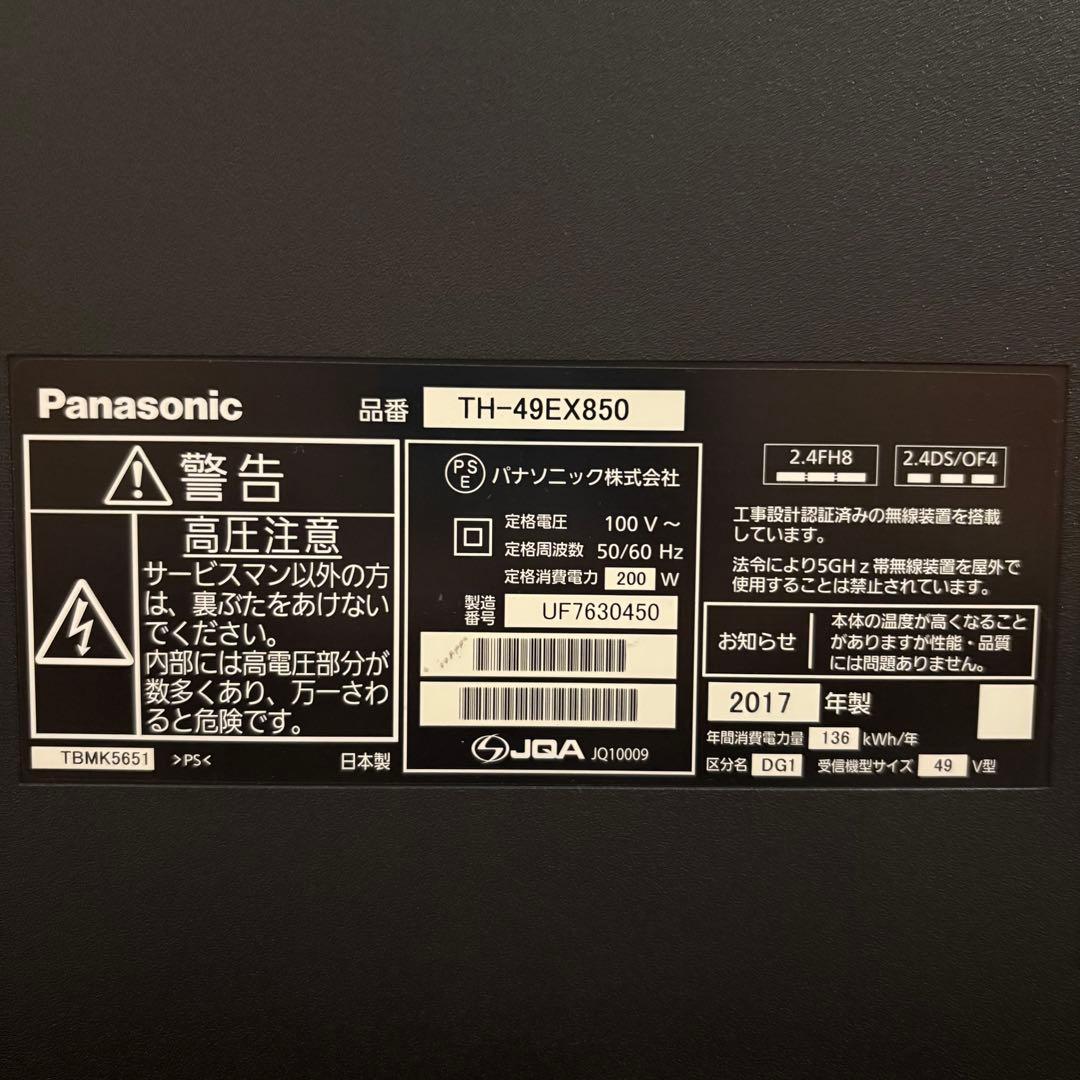 Panasonic
品番 TH-49EX850
警告
高圧注意
サービスマン以外の方
は、裏ぶたをあけない
でください。
内部には高電圧部分が
数多くあり、万一さわ
ると危険です。
TBMK5651 >PS< 日本製
PSE パナソニック株式会社
定格電圧 100 V ~
定格周波数 50/60 Hz
定格消費電力 200 W
製造
番号 UF7630450
JQA JQ10009
2.4FH8 2.4DS/OF4
工事設計認証済みの無線装置を搭載
しています。
法令により5GHz帯無線装置を屋外で
使用することは禁止されています。
お知らせ
本体の温度が高くなること
がありますが性能・品質
には問題ありません。
2017 年製
年間消費電力量 136 kWh/年
区分名 DG1 受信機型サイズ 49 V型